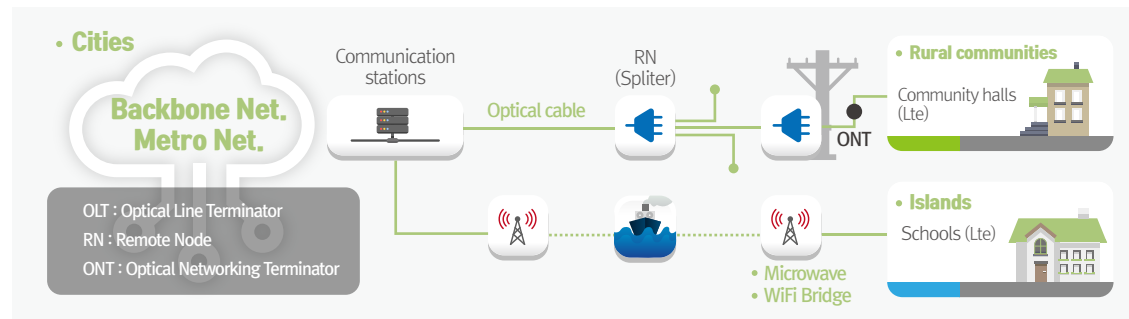 • Cities
Backbone Net.
Metro Net.
OLT : Optical Line Terminator
RN : Remote Node
ONT : Optical Networking Terminator
Communication
stations
Optical cable
RN
(Spliter)
ONT
• Rural communities
Community halls
(Lte)
• Microwave
• WiFi Bridge
• Islands
Schools (Lte)